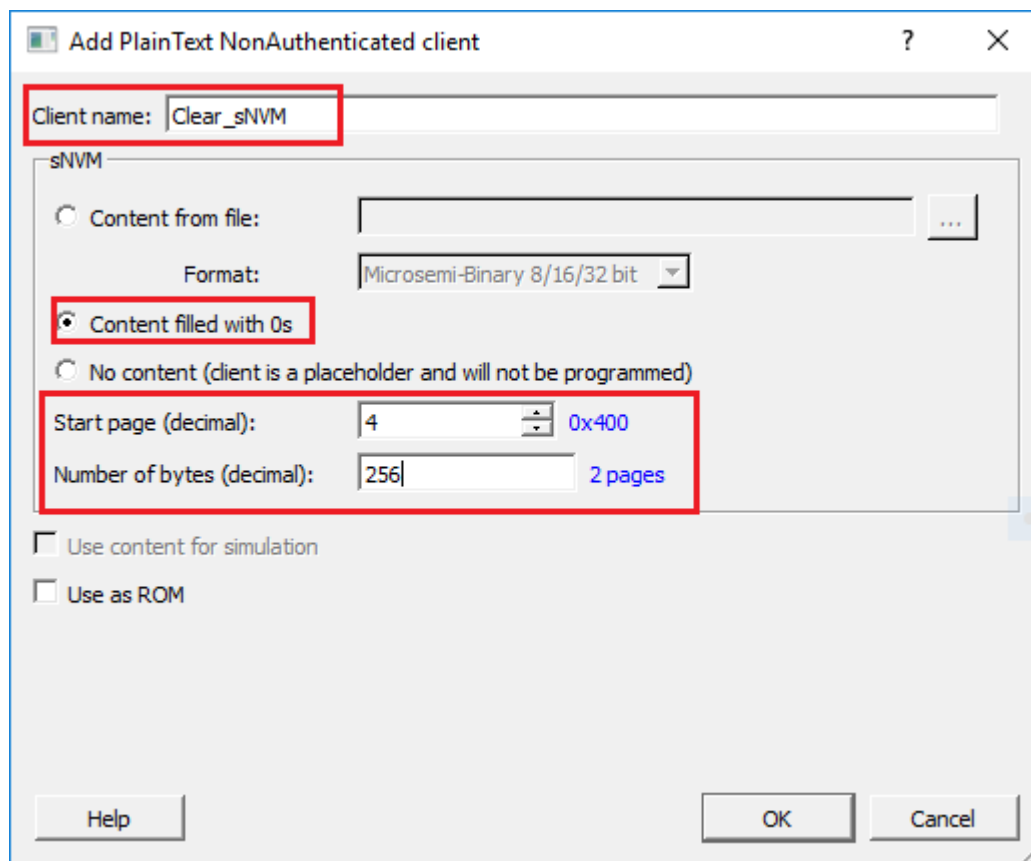 Add PlainText NonAuthenticated client ? ×
Client name: Clear_sNVM
sNVM
Content from file: ...
Format: Microsemi-Binary 8/16/32 bit
Content filled with 0s
No content (client is a placeholder and will not be programmed)
Start page (decimal): 4 0x400
Number of bytes (decimal): 256 2 pages
Use content for simulation
Use as ROM
Help OK Cancel